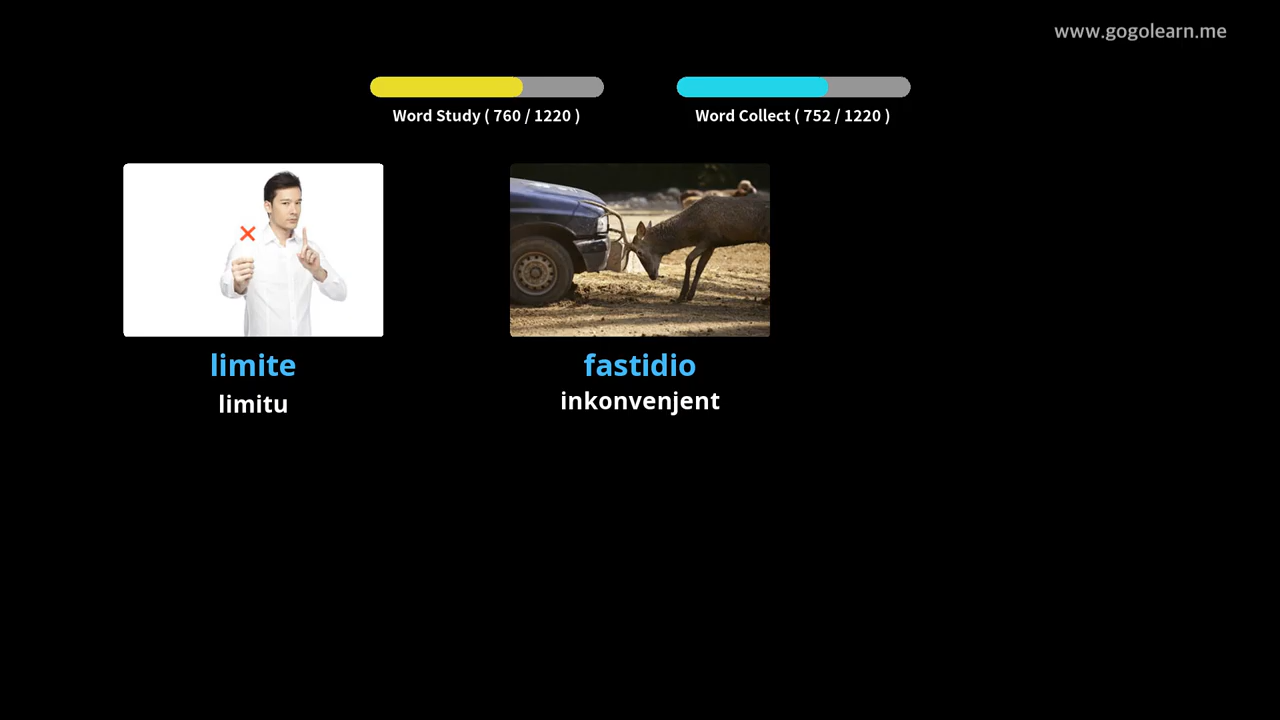 www.gogolearn.me
Word Study ( 760 / 1220 )
Word Collect ( 752 / 1220 )
limite
limitu
fastidio
inkonvenjent